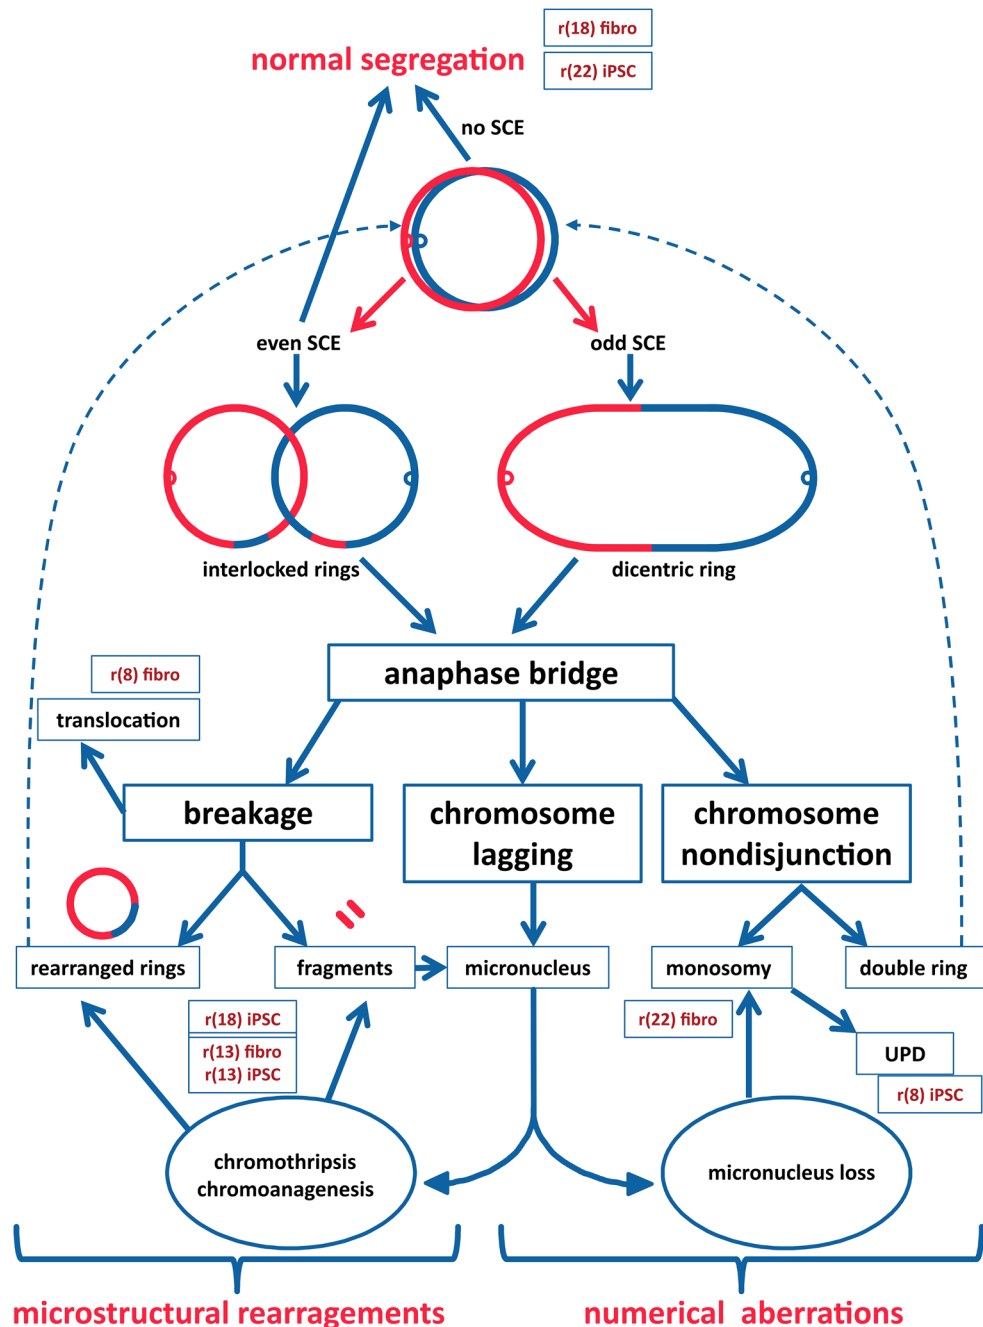 r(18) fibro
normal segregation
r(22) iPSC
no SCE
even SCE
odd SCE
interlocked rings
dicentric ring
anaphase bridge
r(8) fibro
translocation
breakage
chromosome
lagging
chromosome
nondisjunction
rearranged rings
fragments
micronucleus
monosomy
double ring
r(18) iPSC
r(13) fibro
r(13) iPSC
r(22) fibro
UPD
r(8) iPSC
chromothripsis
chromoanagenesis
micronucleus loss
microstructural rearragements
numerical aberrations